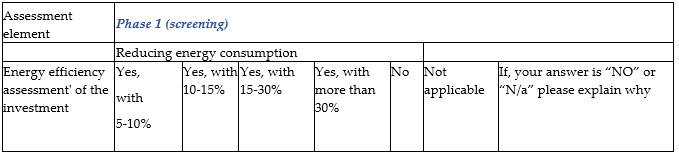 Assessment
element
Phase 1 (screening)
Reducing energy consumption
Energy efficiency
assessment' of the
investment
Yes,
with
5-10%
Yes, with
10-15%
Yes, with
15-30%
Yes, with
more than
30%
No
Not
applicable
If, your answer is “NO” or
“N/a” please explain why